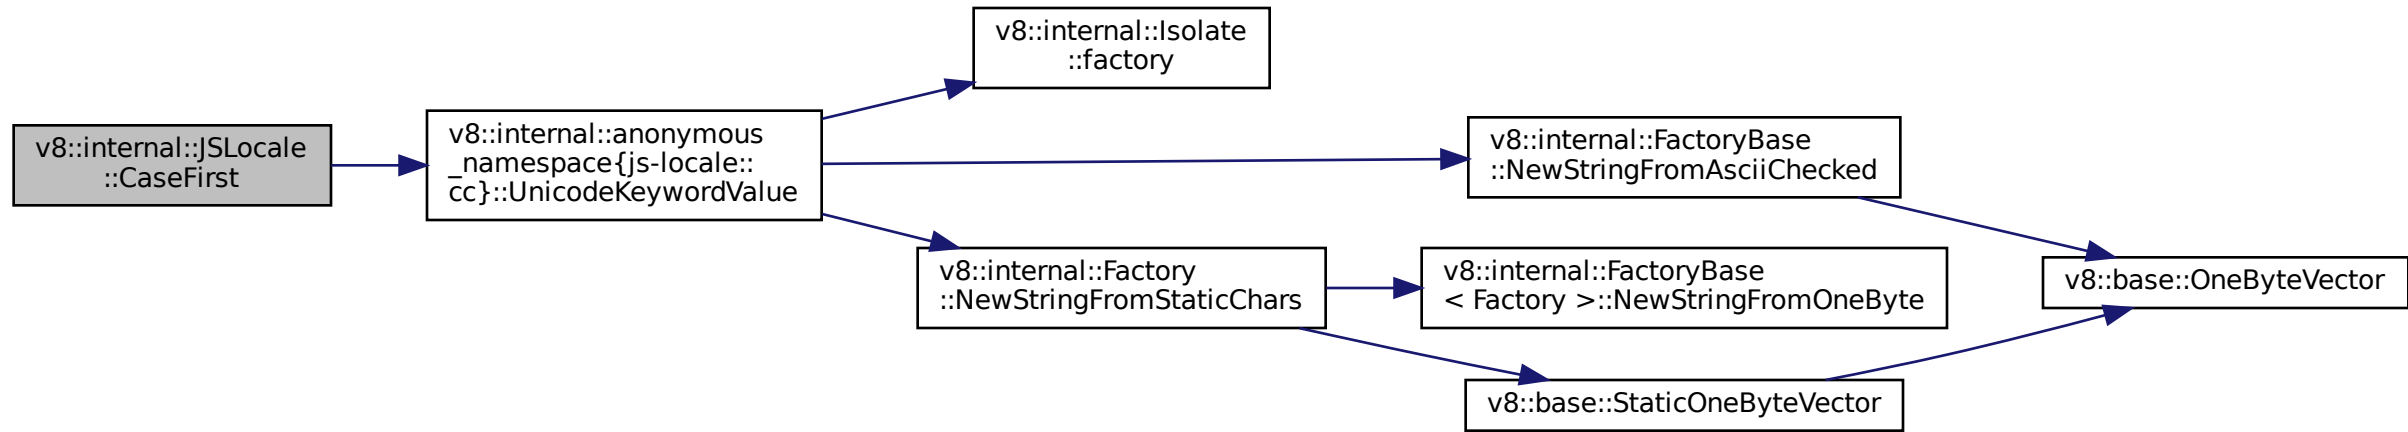 v8::internal::JSLocale
::CaseFirst
v8::internal::anonymous
_namespace{js-locale::
cc}::UnicodeKeywordValue
v8::internal::Isolate
::factory
v8::internal::FactoryBase
::NewStringFromAsciiChecked
v8::internal::Factory
::NewStringFromStaticChars
v8::internal::FactoryBase
< Factory >::NewStringFromOneByte
v8::base::StaticOneByteVector
v8::base::OneByteVector